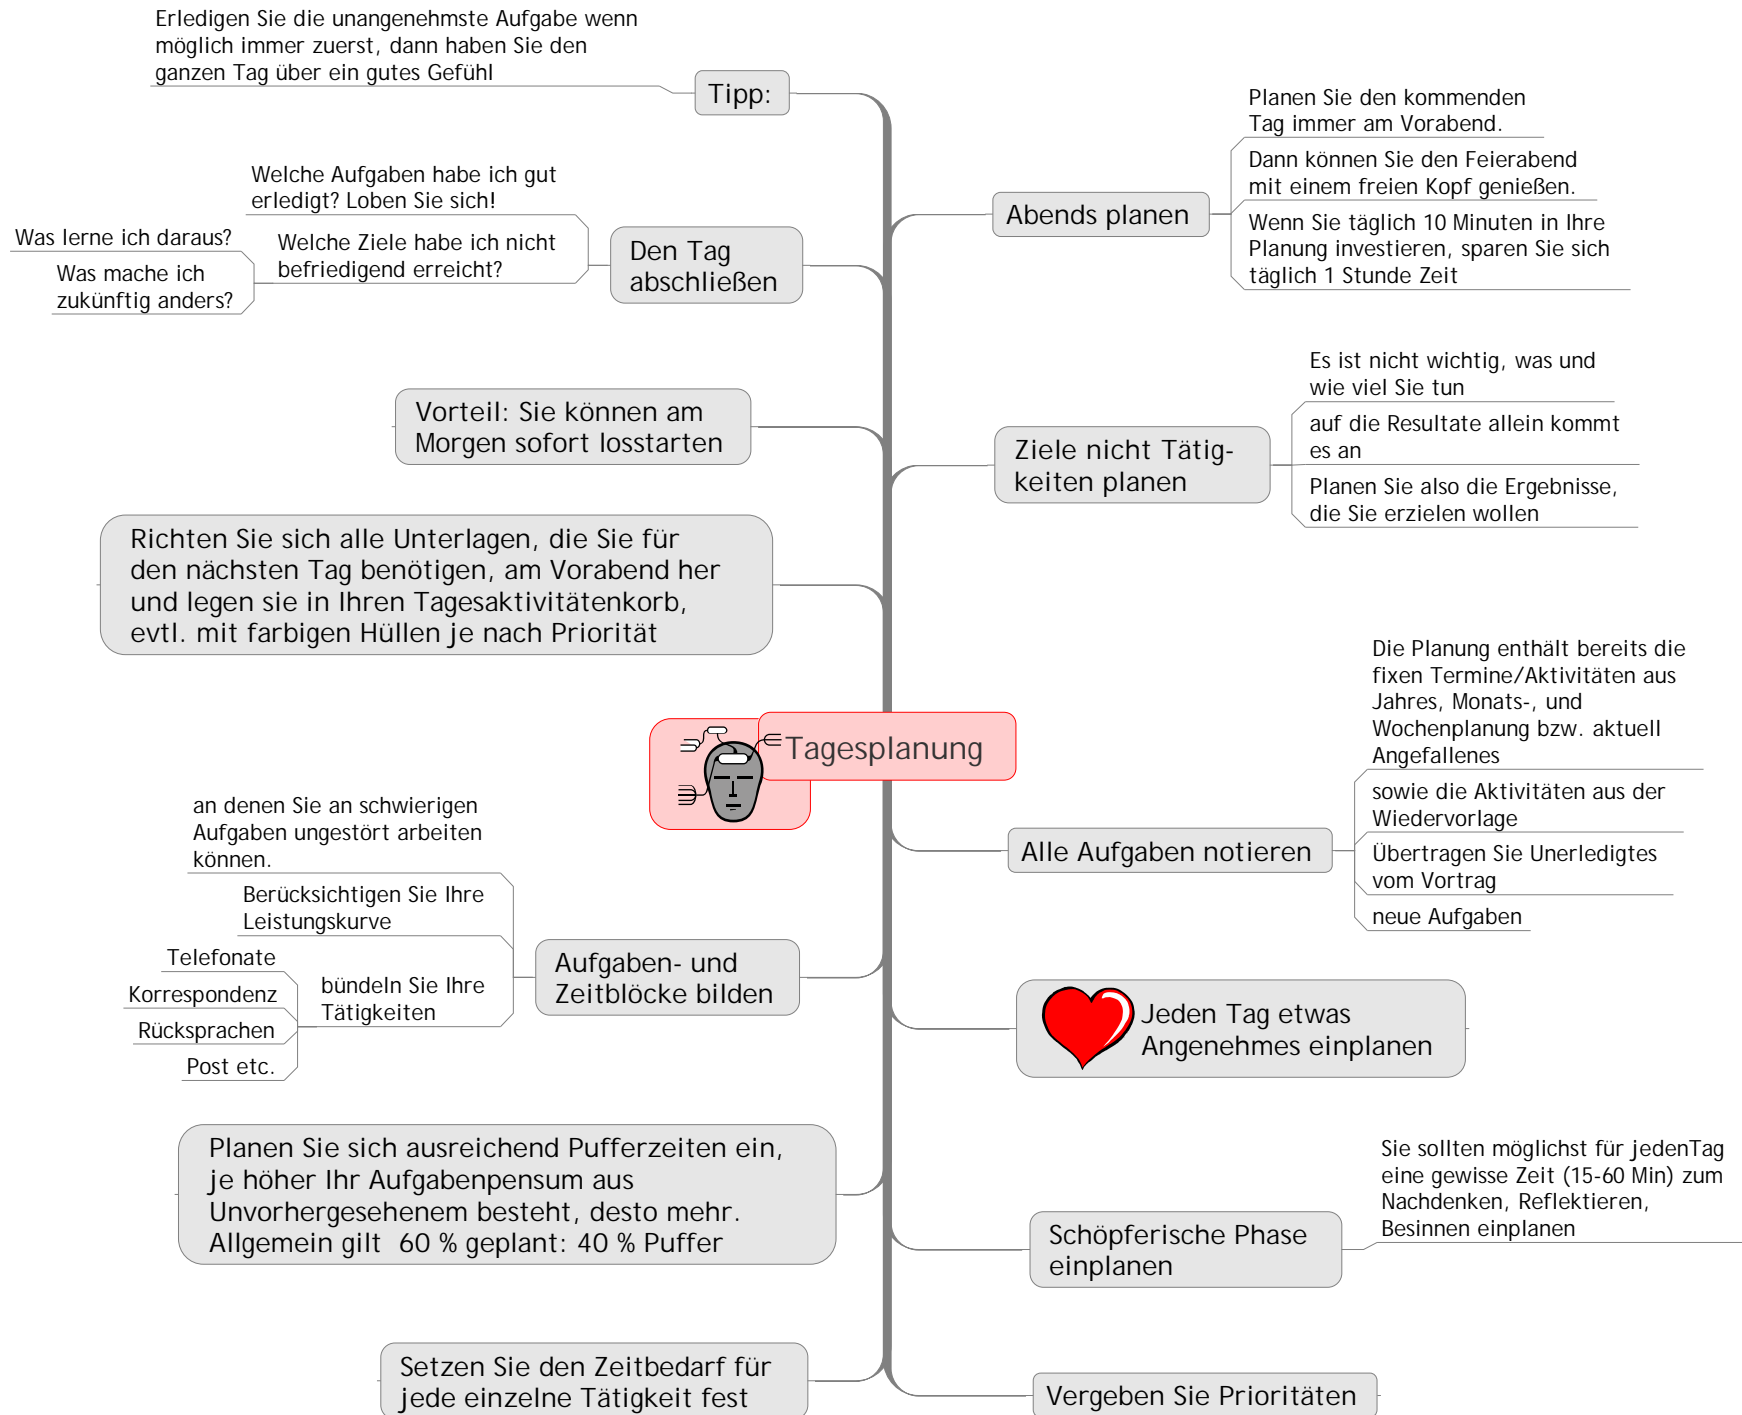 Tagesplanung
Abends planen
Planen Sie den kommenden
Tag immer am Vorabend.
Dann können Sie den Feierabend
mit einem freien Kopf genießen.
Wenn Sie täglich 10 Minuten in Ihre
Planung investieren, sparen Sie sich
täglich 1 Stunde Zeit
Ziele nicht Tätig-
keiten planen
Es ist nicht wichtig, was und
wie viel Sie tun
auf die Resultate allein kommt
es an
Planen Sie also die Ergebnisse,
die Sie erzielen wollen
Alle Aufgaben notieren
Die Planung enthält bereits die
fixen Termine/Aktivitäten aus
Jahres, Monats-, und
Wochenplanung bzw. aktuell
Angefallenes
sowie die Aktivitäten aus der
Wiedervorlage
Übertragen Sie Unerledigtes
vom Vortrag
neue Aufgaben
Jeden Tag etwas
Angenehmes einplanen
Schöpferische Phase
einplanen
Sie sollten möglichst für jedenTag
eine gewisse Zeit (15-60 Min) zum
Nachdenken, Reflektieren,
Besinnen einplanen
Vergeben Sie Prioritäten
Setzen Sie den Zeitbedarf für
jede einzelne Tätigkeit fest
Planen Sie sich ausreichend Pufferzeiten ein,
je höher Ihr Aufgabenpensum aus
Unvorhergesehenem besteht, desto mehr.
Allgemein gilt  60 % geplant: 40 % Puffer
Aufgaben- und
Zeitblöcke bilden
an denen Sie an schwierigen
Aufgaben ungestört arbeiten
können.
Berücksichtigen Sie Ihre
Leistungskurve
bündeln Sie Ihre
Tätigkeiten
Telefonate
Korrespondenz
Rücksprachen
Post etc.
Richten Sie sich alle Unterlagen, die Sie für
den nächsten Tag benötigen, am Vorabend her
und legen sie in Ihren Tagesaktivitätenkorb,
evtl. mit farbigen Hüllen je nach Priorität
Vorteil: Sie können am
Morgen sofort losstarten
Den Tag
abschließen
Welche Aufgaben habe ich gut
erledigt? Loben Sie sich!
Welche Ziele habe ich nicht
befriedigend erreicht?
Was lerne ich daraus?
Was mache ich
zukünftig anders?
Tipp:
Erledigen Sie die unangenehmste Aufgabe wenn
möglich immer zuerst, dann haben Sie den
ganzen Tag über ein gutes Gefühl